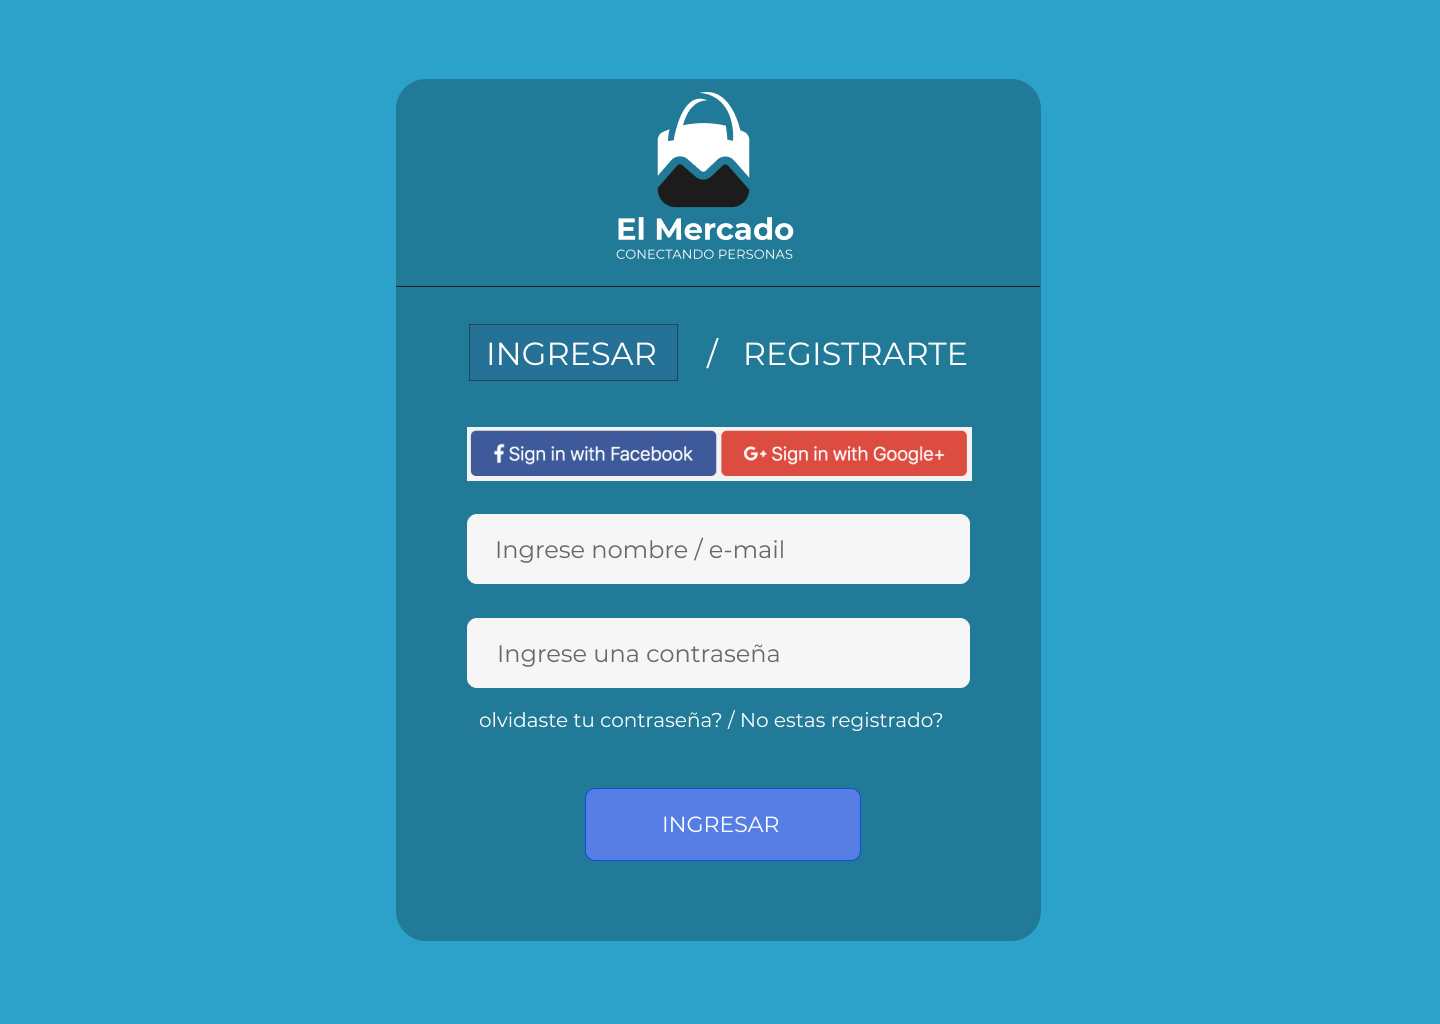 El Mercado
CONECTANDO PERSONAS
INGRESAR / REGISTRARTE
Sign in with Facebook G+ Sign in with Google+
Ingrese nombre / e-mail
Ingrese una contraseña
olvidaste tu contraseña? / No estas registrado?
INGRESAR